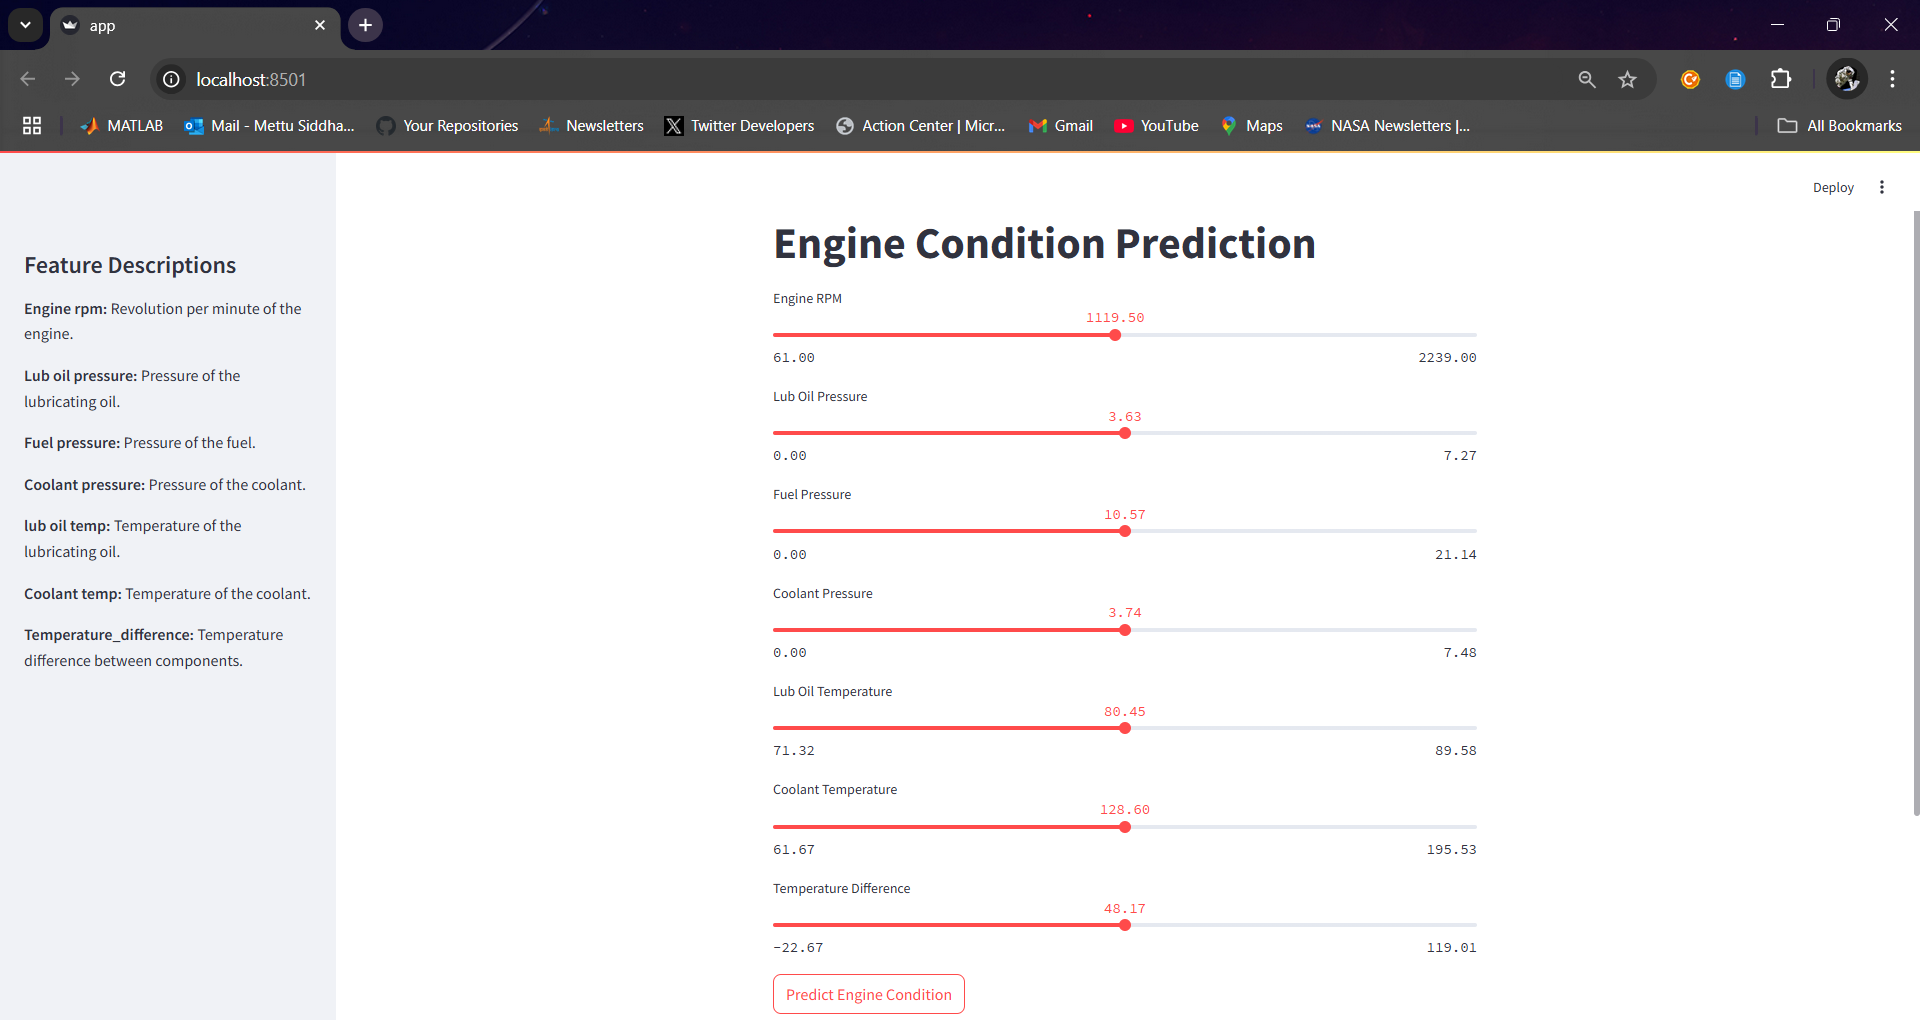 app
localhost:8501
MATLAB
Mail - Mettu Siddha...
Your Repositories
Newsletters
Twitter Developers
Action Center | Micr...
Gmail
YouTube
Maps
NASA Newsletters |...
All Bookmarks
Deploy
Feature Descriptions
Engine rpm: Revolution per minute of the
engine.
Lub oil pressure: Pressure of the
lubricating oil.
Fuel pressure: Pressure of the fuel.
Coolant pressure: Pressure of the coolant.
lub oil temp: Temperature of the
lubricating oil.
Coolant temp: Temperature of the coolant.
Temperature_difference: Temperature
difference between components.
Engine Condition Prediction
Engine RPM
1119.50
61.00 2239.00
Lub Oil Pressure
3.63
0.00 7.27
Fuel Pressure
10.57
0.00 21.14
Coolant Pressure
3.74
0.00 7.48
Lub Oil Temperature
80.45
71.32 89.58
Coolant Temperature
128.60
61.67 195.53
Temperature Difference
48.17
-22.67 119.01
Predict Engine Condition